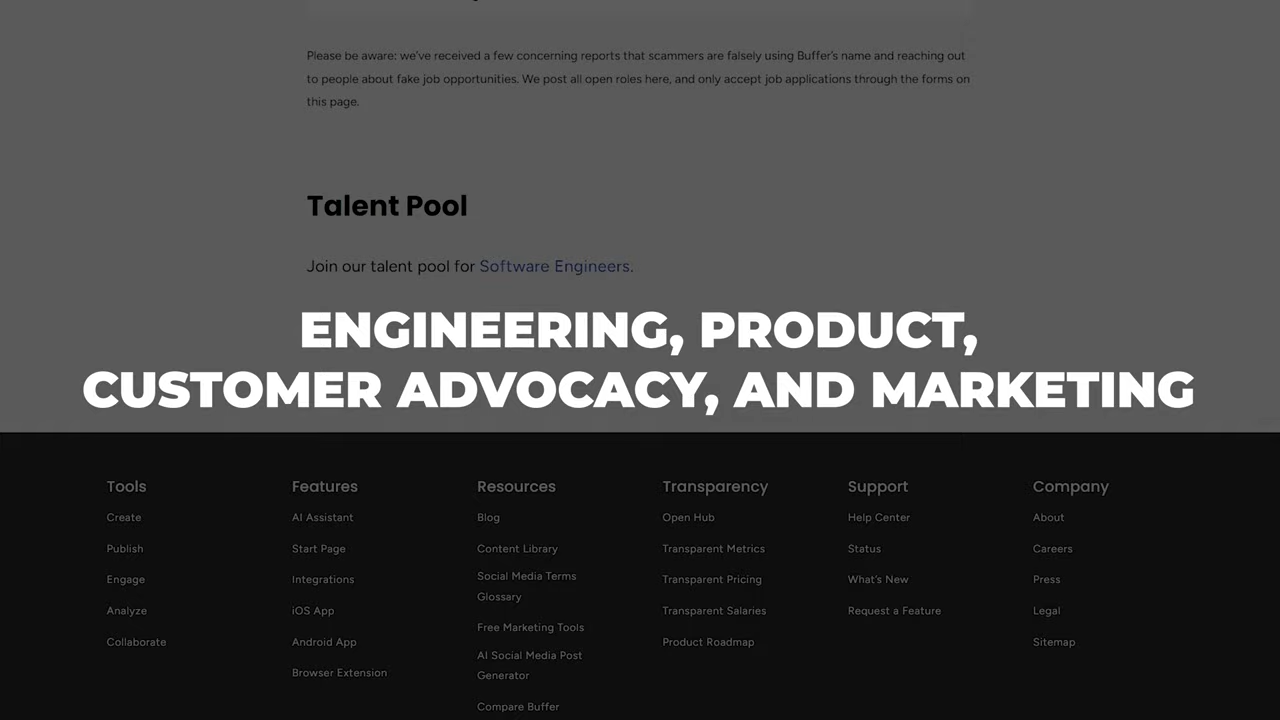 Please be aware: we've received a few concerning reports that scammers are falsely using Buffer's name and reaching out
to people about fake job opportunities. We post all open roles here, and only accept job applications through the forms on
this page.
Talent Pool
Join our talent pool for Software Engineers.
ENGINEERING, PRODUCT,
CUSTOMER ADVOCACY, AND MARKETING
Tools
Create
Publish
Engage
Analyze
Collaborate
Features
AI Assistant
Start Page
Integrations
iOS App
Android App
Browser Extension
Resources
Blog
Content Library
Social Media Terms
Glossary
Free Marketing Tools
AI Social Media Post
Generator
Compare Buffer
Transparency
Open Hub
Transparent Metrics
Transparent Pricing
Transparent Salaries
Product Roadmap
Support
Help Center
Status
What's New
Request a Feature
Company
About
Careers
Press
Legal
Sitemap